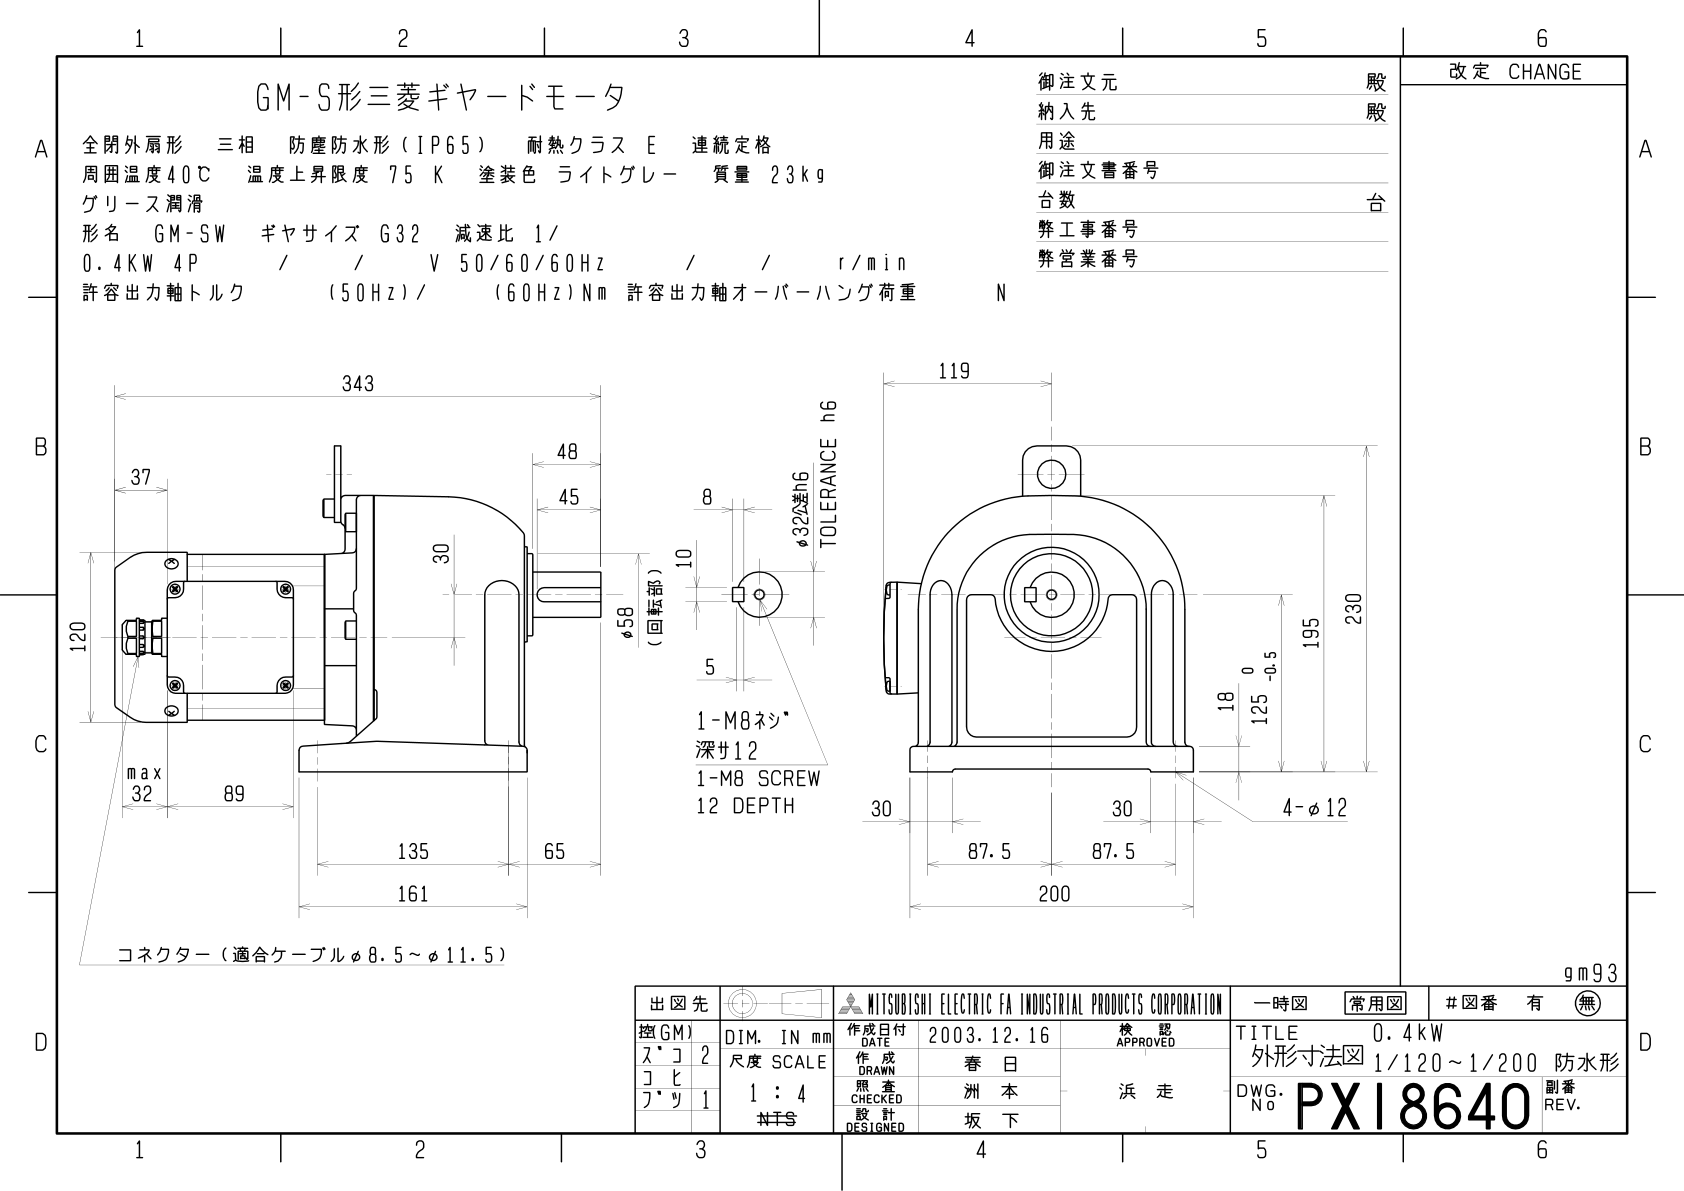 1 2 3 4 5 6
A
B
C
D
GM-S形三菱ギヤードモータ
全閉外扇形 三相 防塵防水形(IP65) 耐熱クラス E 連続定格
周囲温度40℃ 温度上昇限度 75 K 塗装色 ライトグレー 質量 23kg
グリース潤滑
形名 GM-SW ギヤサイズ G32 減速比 1/
0.4KW 4P / / V 50/60/60Hz / / r/min
許容出力軸トルク (50Hz)/ (60Hz)Nm 許容出力軸オーバーハング荷重 N
御注文元 殿
納入先 殿
用途
御注文書番号
台数 台
弊工事番号
弊営業番号
改定 CHANGE
A
B
C
D
343
37
48
45
30
120
φ58
(回転部)
max
32
89
135
65
161
コネクター(適合ケーブルφ8.5~φ11.5)
8
10
5
φ32公差h6
TOLERANCE h6
1-M8ネジ
深サ12
1-M8 SCREW
12 DEPTH
119
230
195
18
125 0 -0.5
4-φ12
30
30
87.5
87.5
200
gm93
出図先
控(GM)
ズコ 2
コヒ
ブツ 1
DIM. IN mm
尺度 SCALE
1 : 4
NTS
MITSUBISHI ELECTRIC FA INDUSTRIAL PRODUCTS CORPORATION
作成日付 DATE 2003.12.16
作成 DRAWN 春日
照査 CHECKED 洲本
設計 DESIGNED 坂下
検認 APPROVED
浜走
一時図 常用図 #図番 有 無
TITLE 0.4kW
外形寸法図 1/120~1/200 防水形
DWG. No PX18640
副番 REV.
1 2 3 4 5 6